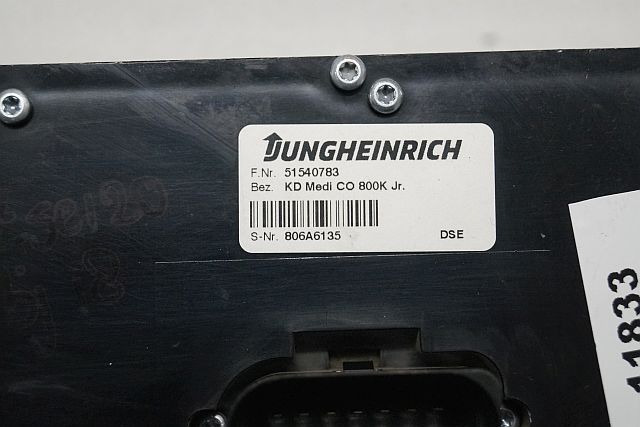 JUNGHEINRICH
F.Nr. 51540783
Bez. KD Medi CO 800K Jr.
S-Nr. 806A6135 DSE
11833